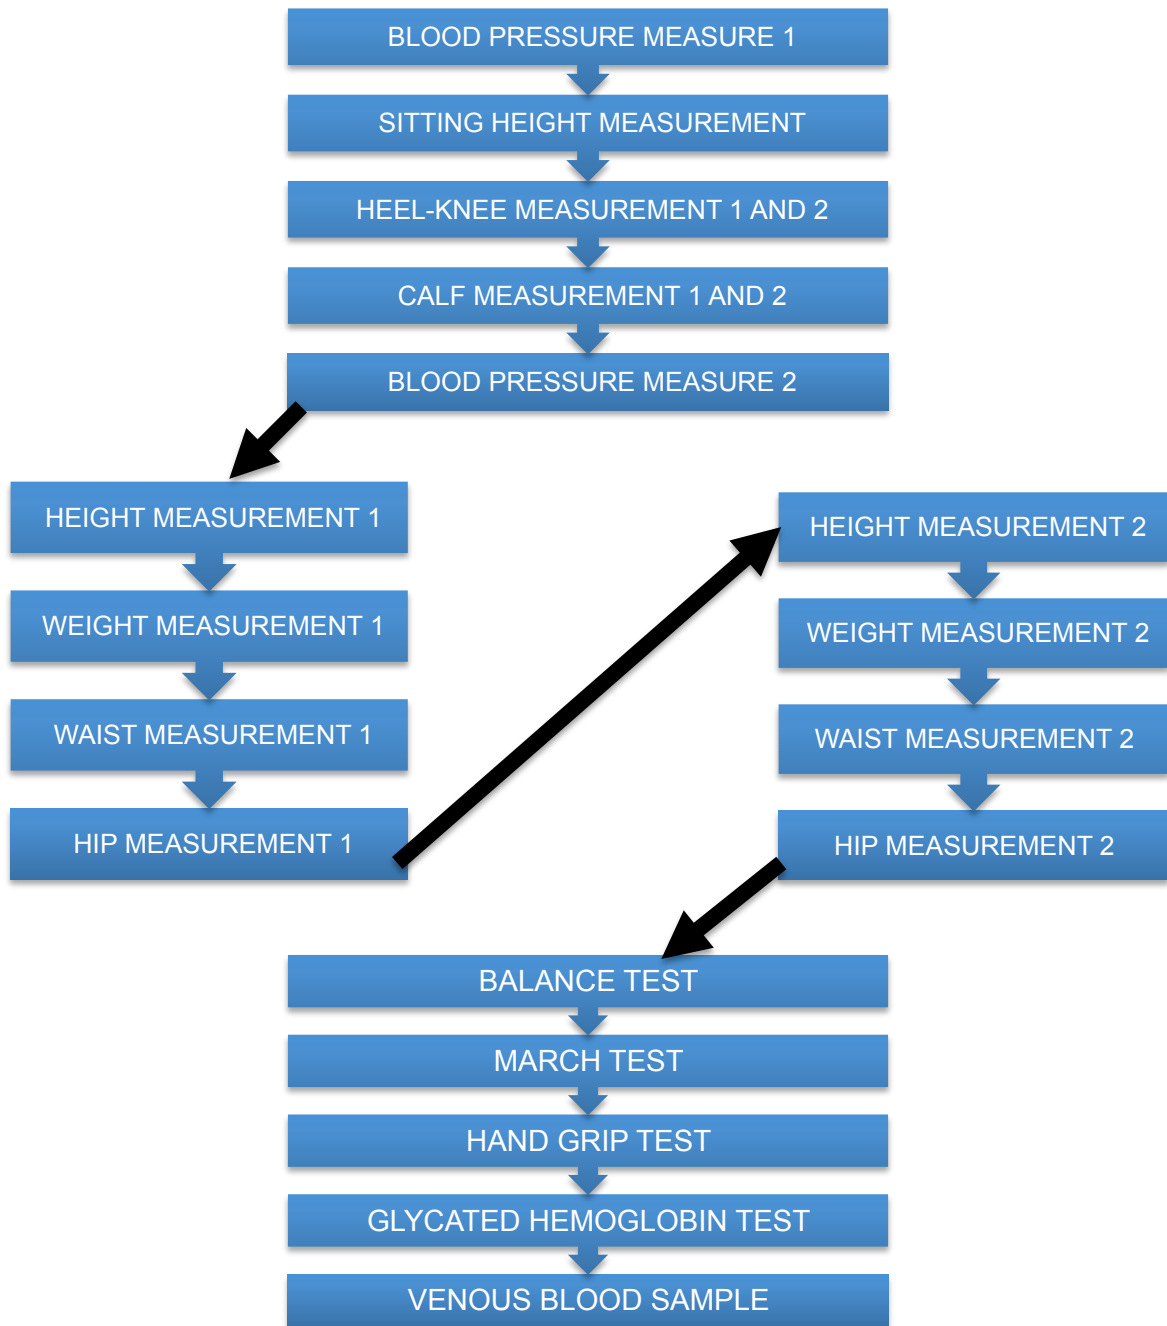 BLOOD PRESSURE MEASURE 1
SITTING HEIGHT MEASUREMENT
HEEL-KNEE MEASUREMENT 1 AND 2
CALF MEASUREMENT 1 AND 2
BLOOD PRESSURE MEASURE 2
HEIGHT MEASUREMENT 1
WEIGHT MEASUREMENT 1
WAIST MEASUREMENT 1
HIP MEASUREMENT 1
HEIGHT MEASUREMENT 2
WEIGHT MEASUREMENT 2
WAIST MEASUREMENT 2
HIP MEASUREMENT 2
BALANCE TEST
MARCH TEST
HAND GRIP TEST
GLYCATED HEMOGLOBIN TEST
VENOUS BLOOD SAMPLE